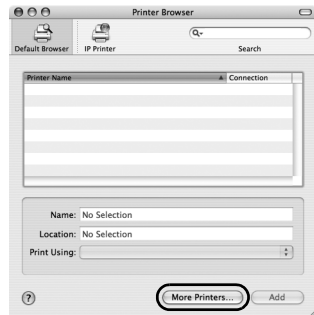 Printer Browser
Default Browser IP Printer Search
Printer Name Connection
Name: No Selection
Location: No Selection
Print Using:
? More Printers... Add